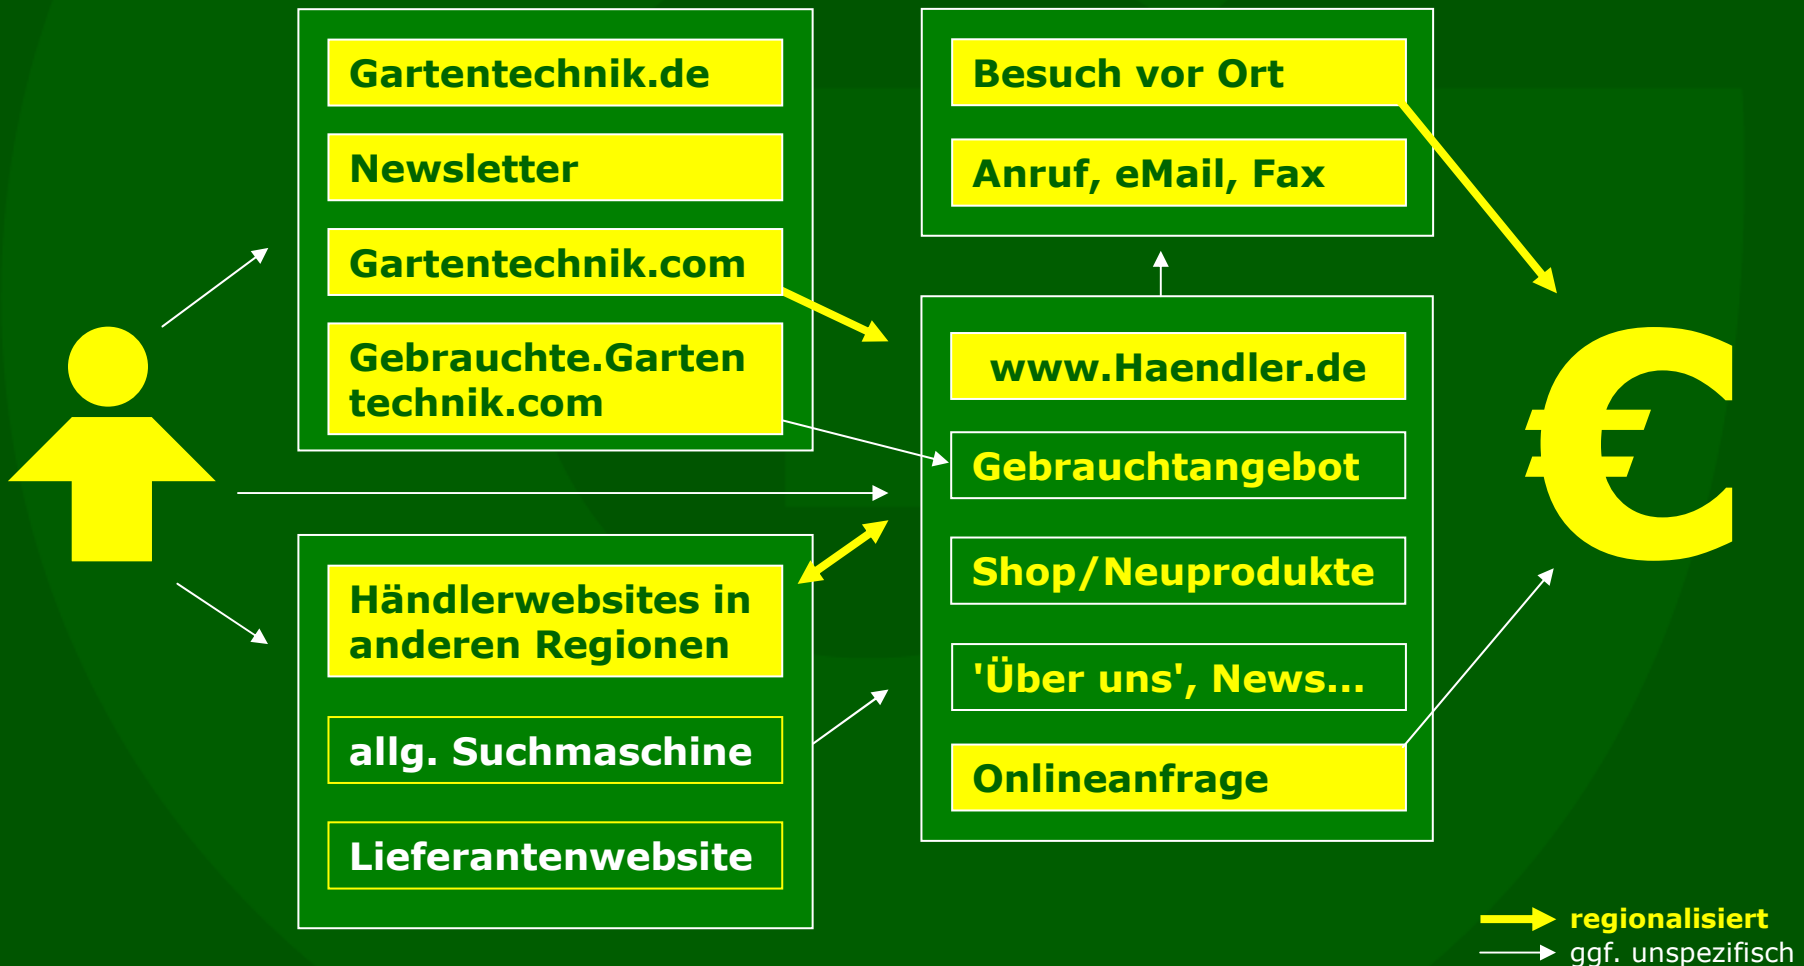 Gartentechnik.de
Newsletter
Gartentechnik.com
Gebrauchte.Garten
technik.com
Händlerwebsites in
anderen Regionen
allg. Suchmaschine
Lieferantenwebsite
Besuch vor Ort
Anruf, eMail, Fax
www.Haendler.de
Gebrauchtangebot
Shop/Neuprodukte
'Über uns', News...
Onlineanfrage
€
regionalisiert
ggf. unspezifisch